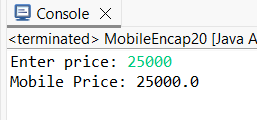 Console
<terminated> MobileEncap20 [Java A
Enter price: 25000
Mobile Price: 25000.0